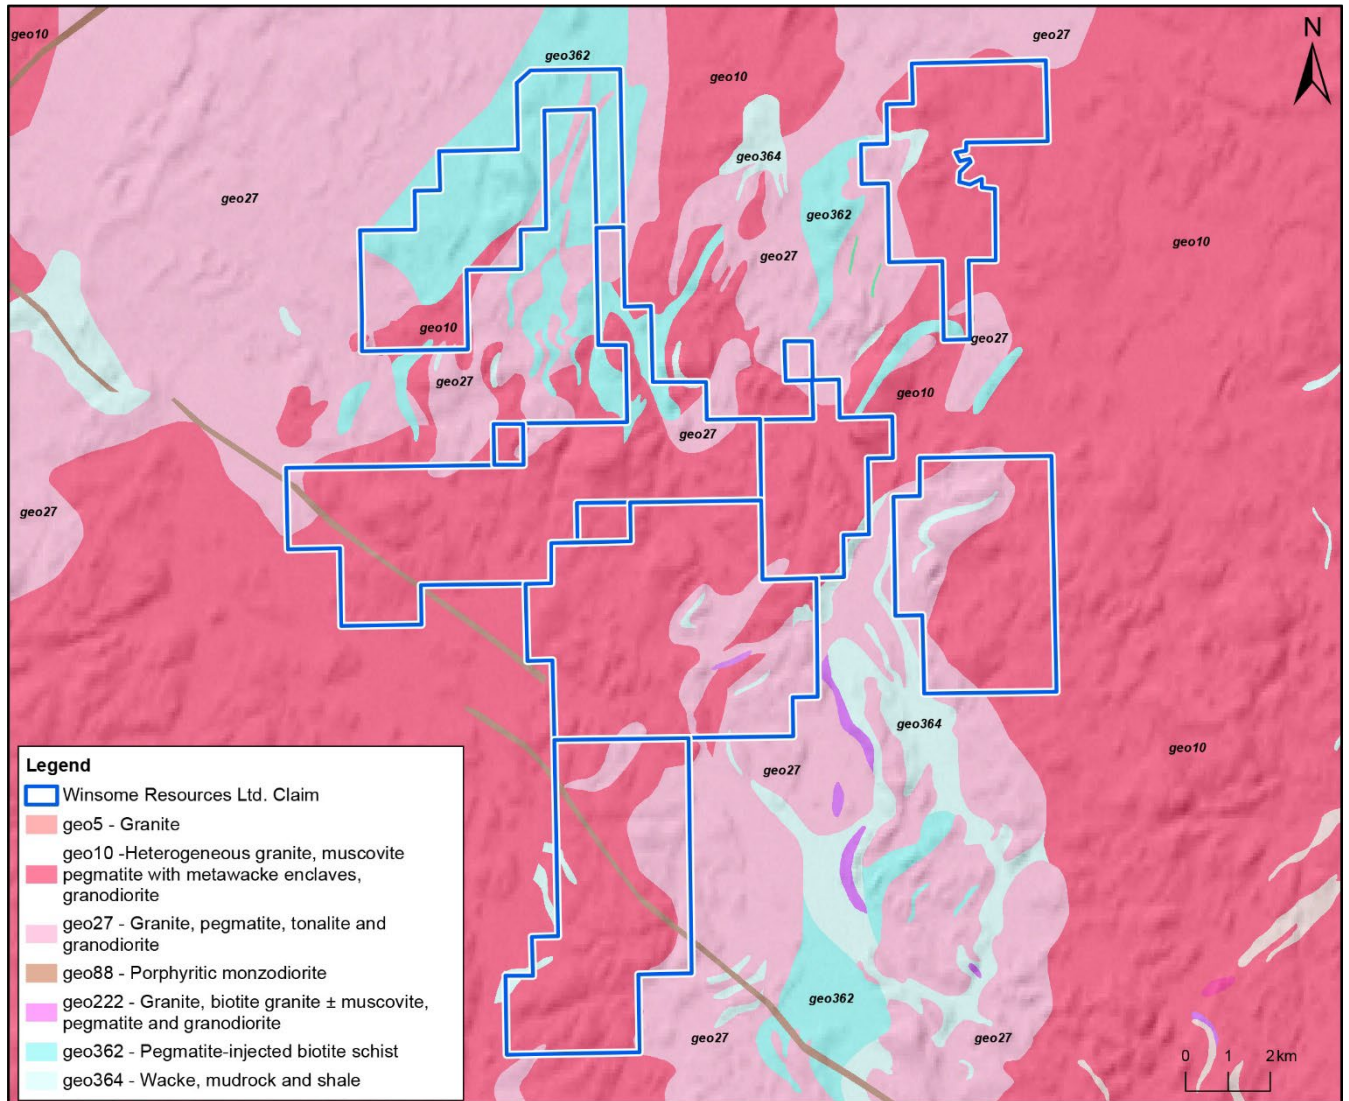 geo10
geo362
geo27
N
geo10
geo364
geo27
geo362
geo10
geo27
geo10
geo27
geo27
geo10
geo27
geo27
geo364
geo10
geo27
geo362
geo27
geo27
Legend
Winsome Resources Ltd. Claim
geo5 - Granite
geo10 -Heterogeneous granite, muscovite
pegmatite with metawacke enclaves,
granodiorite
geo27 - Granite, pegmatite, tonalite and
granodiorite
geo88 - Porphyritic monzodiorite
geo222 - Granite, biotite granite ± muscovite,
pegmatite and granodiorite
geo362 - Pegmatite-injected biotite schist
geo364 - Wacke, mudrock and shale
0 1 2 km